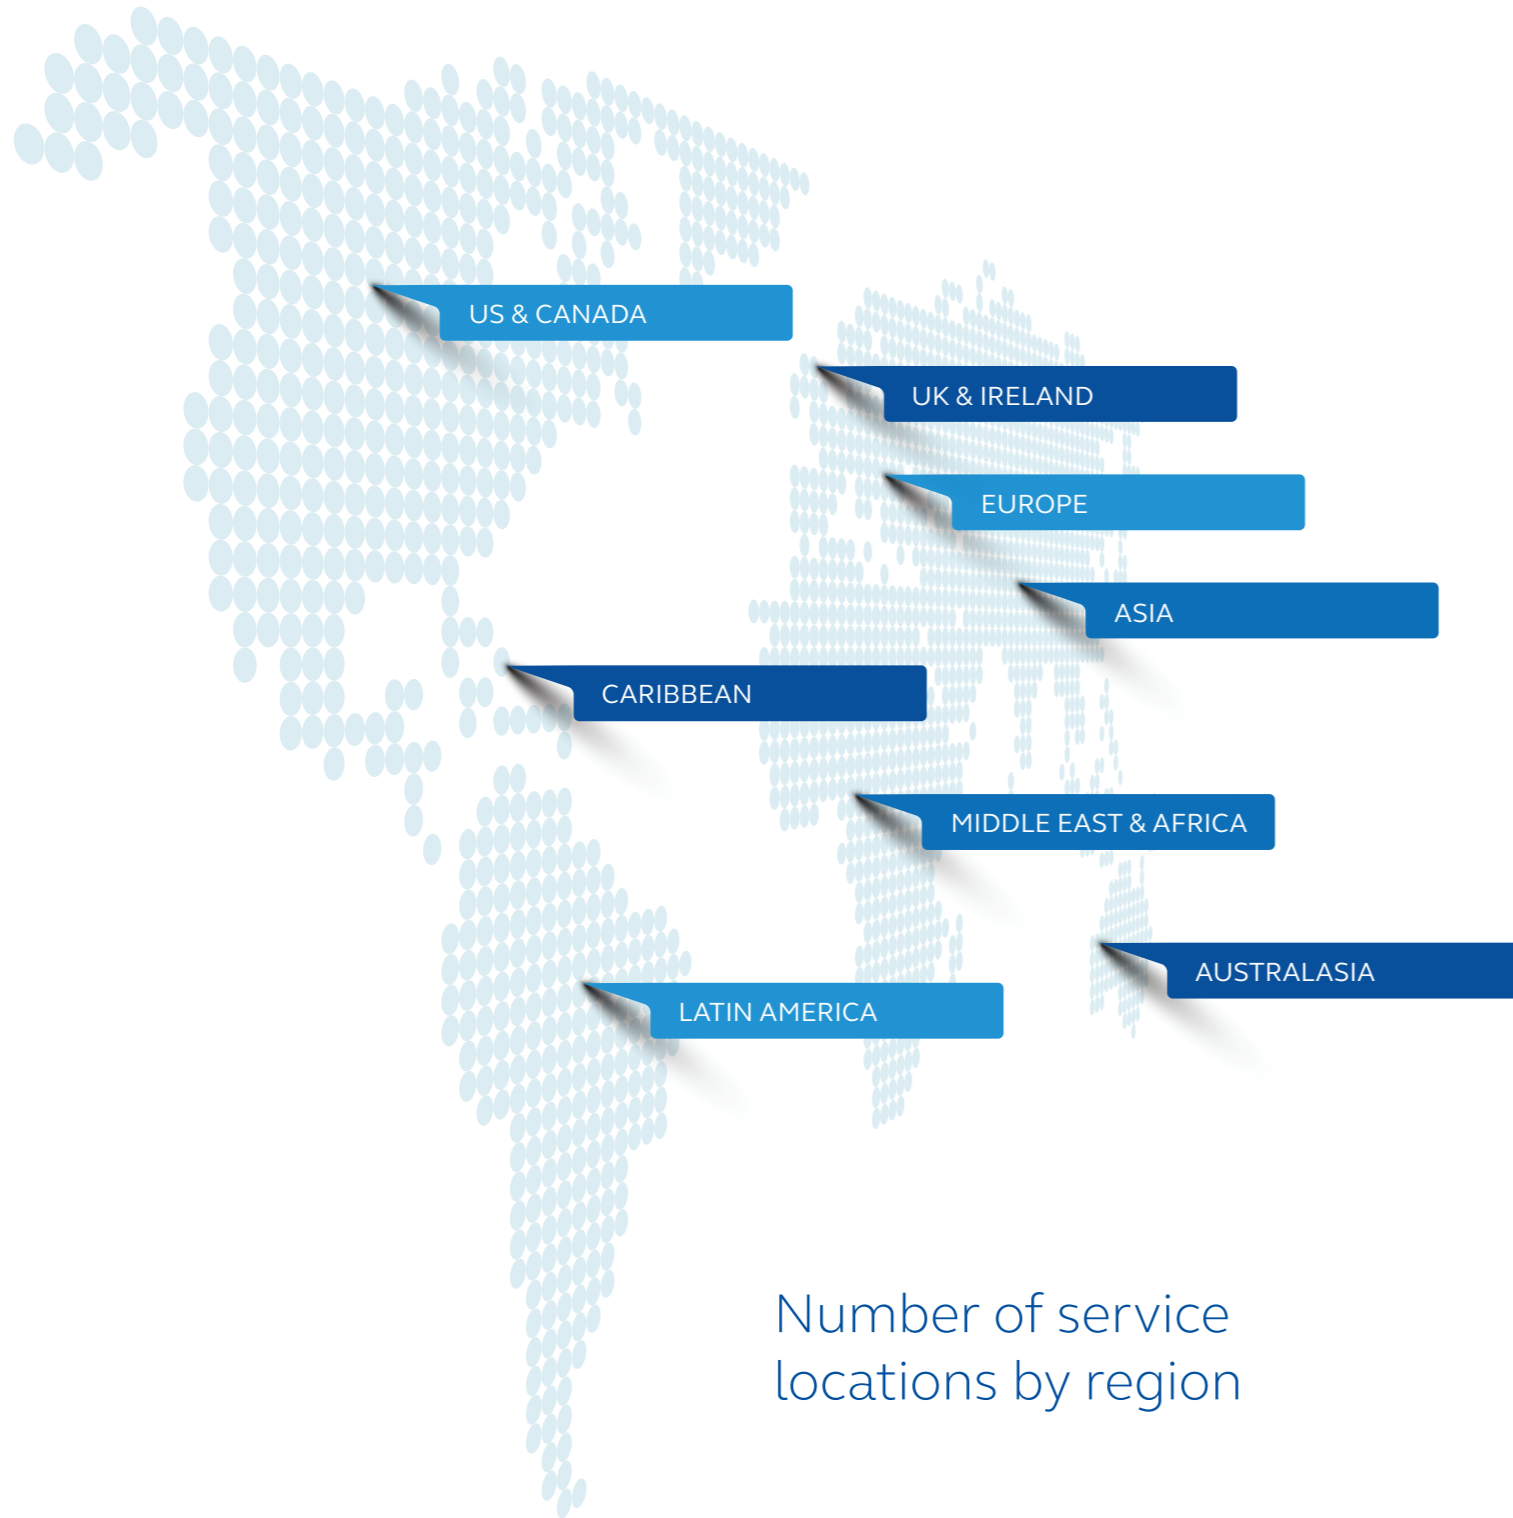 US & CANADA
UK & IRELAND
EUROPE
ASIA
CARIBBEAN
MIDDLE EAST & AFRICA
AUSTRALASIA
LATIN AMERICA
Number of service
locations by region